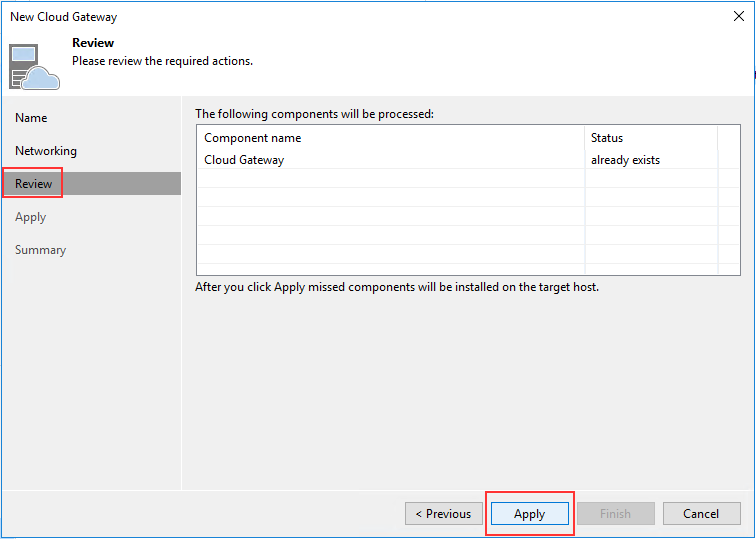 New Cloud Gateway
Review
Please review the required actions.
Name
Networking
Review
Apply
Summary
The following components will be processed:
Component name Status
Cloud Gateway already exists
After you click Apply missed components will be installed on the target host.
< Previous Apply Finish Cancel